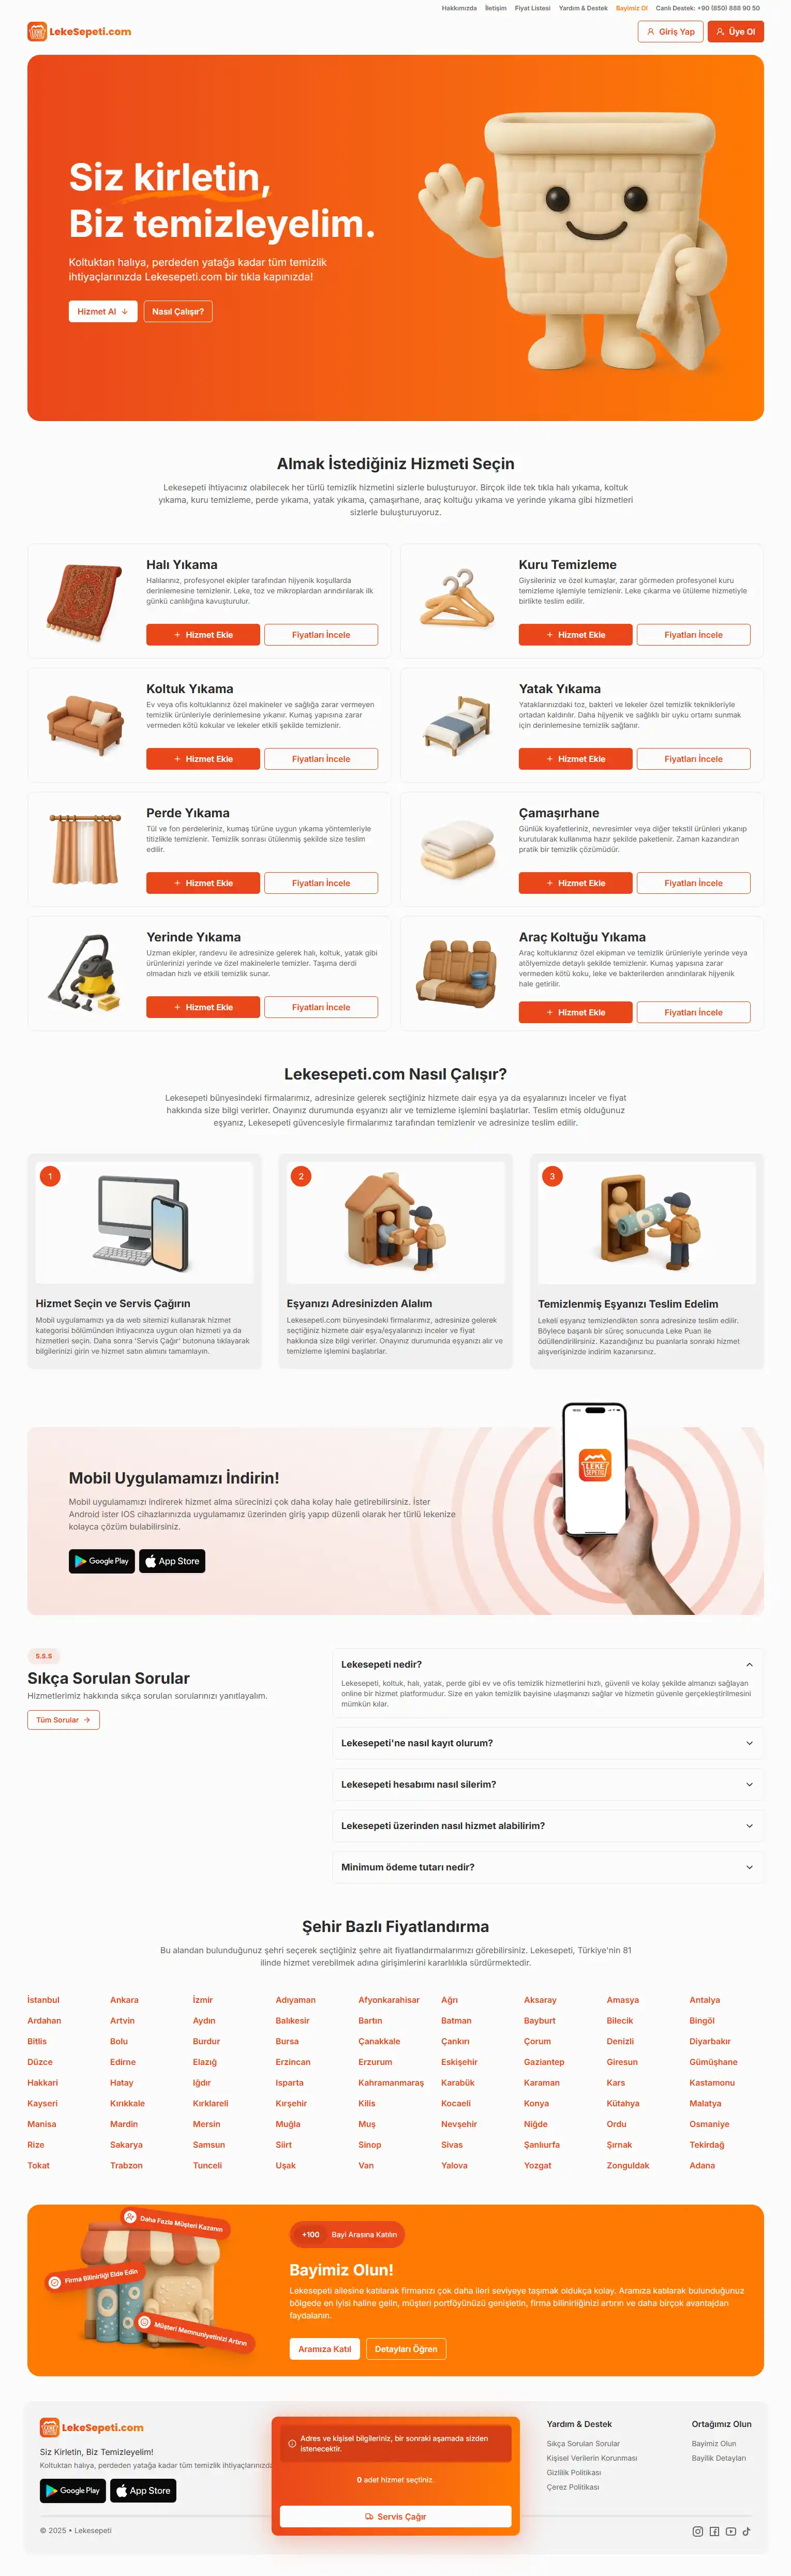 Hakkımızda İletişim Fiyat Listesi Yardım & Destek Bayimiz Ol Canlı Destek: +90 (850) 888 90 50
LekeSepeti.com
Giriş Yap
Üye Ol
Siz kirletin,
Biz temizleyelim.
Koltuktan halıya, perdeden yatağa kadar tüm temizlik
ihtiyaçlarınızda Lekesepeti.com bir tıkla kapınızda!
Hizmet Al
Nasıl Çalışır?
Almak İstediğiniz Hizmeti Seçin
Lekesepeti ihtiyacınız olabilecek her türlü temizlik hizmetini sizlerle buluşturuyor. Birçok ilde tek tıkla halı yıkama, koltuk
yıkama, kuru temizleme, perde yıkama, yatak yıkama, çamaşırhane, araç koltuğu yıkama ve yerinde yıkama gibi hizmetleri
sizlerle buluşturuyoruz.
Halı Yıkama
Halılarınız, profesyonel ekipler tarafından hijyenik koşullarda
derinlemesine temizlenir. Leke, toz ve mikroplardan arındırılarak ilk
günkü canlılığına kavuşturulur.
Hizmet Ekle
Fiyatları İncele
Kuru Temizleme
Giysileriniz ve özel kumaşlar, zarar görmeden profesyonel kuru
temizleme işlemiyle temizlenir. Leke çıkarma ve ütüleme hizmetiyle
birlikte teslim edilir.
Hizmet Ekle
Fiyatları İncele
Koltuk Yıkama
Ev veya ofis koltuklarınız özel makineler ve sağlığa zarar vermeyen
temizlik ürünleriyle derinlemesine yıkanır. Kumaş yapısına zarar
vermeden kötü kokular ve lekeler etkili şekilde temizlenir.
Hizmet Ekle
Fiyatları İncele
Yatak Yıkama
Yataklarınızdaki toz, bakteri ve lekeler özel temizlik teknikleriyle
ortadan kaldırılır. Daha hijyenik ve sağlıklı bir uyku ortamı sunmak
için derinlemesine temizlik sağlanır.
Hizmet Ekle
Fiyatları İncele
Perde Yıkama
Tül ve fon perdeleriniz, kumaş türüne uygun yıkama yöntemleriyle
titizlikle temizlenir. Temizlik sonrası ütülenmiş şekilde size teslim
edilir.
Hizmet Ekle
Fiyatları İncele
Çamaşırhane
Günlük kıyafetleriniz, nevresimler veya diğer tekstil ürünleri yıkanıp
kurutularak kullanıma hazır şekilde paketlenir. Zaman kazandıran
pratik bir temizlik çözümüdür.
Hizmet Ekle
Fiyatları İncele
Yerinde Yıkama
Uzman ekipler, randevu ile adresinize gelerek halı, koltuk, yatak gibi
ürünlerinizi yerinde ve özel makinelerle temizler. Taşıma derdi
olmadan hızlı ve etkili temizlik sunar.
Hizmet Ekle
Fiyatları İncele
Araç Koltuğu Yıkama
Araç koltuklarınız özel ekipman ve temizlik ürünleriyle yerinde veya
atölyemizde detaylı şekilde temizlenir. Kumaş yapısına zarar
vermeden kötü koku, leke ve bakterilerden arındırılarak hijyenik
hale getirilir.
Hizmet Ekle
Fiyatları İncele
Lekesepeti.com Nasıl Çalışır?
Lekesepeti bünyesindeki firmalarımız, adresinize gelerek seçtiğiniz hizmete dair eşya ya da eşyalarınızı inceler ve fiyat
hakkında size bilgi verirler. Onayınız durumunda eşyanızı alır ve temizleme işlemini başlatırlar. Teslim etmiş olduğunuz
eşyanız, Lekesepeti güvencesiyle firmalarımız tarafından temizlenir ve adresinize teslim edilir.
1
Hizmet Seçin ve Servis Çağırın
Mobil uygulamamızı ya da web sitemizi kullanarak hizmet
kategorisi bölümünden ihtiyacınıza uygun olan hizmeti ya da
hizmetleri seçin. Daha sonra 'Servis Çağır' butonuna tıklayarak
bilgilerinizi girin ve hizmet satın alımını tamamlayın.
2
Eşyanızı Adresinizden Alalım
Lekesepeti.com bünyesindeki firmalarımız, adresinize gelerek
seçtiğiniz hizmete dair eşya/eşyalarınızı inceler ve fiyat
hakkında size bilgi verirler. Onayınız durumunda eşyanızı alır ve
temizleme işlemini başlatırlar.
3
Temizlenmiş Eşyanızı Teslim Edelim
Lekeli eşyanız temizlendikten sonra adresinize teslim edilir.
Böylece başarılı bir süreç sonucunda Leke Puan ile
ödüllendirilirsiniz. Kazandığınız bu puanlarla sonraki hizmet
alışverişinizde indirim kazanırsınız.
Mobil Uygulamamızı İndirin!
Mobil uygulamamızı indirerek hizmet alma sürecinizi çok daha kolay hale getirebilirsiniz. İster
Android ister IOS cihazlarınızda uygulamamız üzerinden giriş yapıp düzenli olarak her türlü lekenize
kolayca çözüm bulabilirsiniz.
Google Play
App Store
LEKE
SEPETİ
S.S.S
Sıkça Sorulan Sorular
Hizmetlerimiz hakkında sıkça sorulan sorularınızı yanıtlayalım.
Tüm Sorular
Lekesepeti nedir?
Lekesepeti, koltuk, halı, yatak, perde gibi ev ve ofis temizlik hizmetlerini hızlı, güvenli ve kolay şekilde almanızı sağlayan
online bir hizmet platformudur. Size en yakın temizlik bayisine ulaşmanızı sağlar ve hizmetin güvenle gerçekleştirilmesini
mümkün kılar.
Lekesepeti'ne nasıl kayıt olurum?
Lekesepeti hesabımı nasıl silerim?
Lekesepeti üzerinden nasıl hizmet alabilirim?
Minimum ödeme tutarı nedir?
Şehir Bazlı Fiyatlandırma
Bu alandan bulunduğunuz şehri seçerek seçtiğiniz şehre ait fiyatlandırmalarımızı görebilirsiniz. Lekesepeti, Türkiye'nin 81
ilinde hizmet verebilmek adına girişimlerini kararlılıkla sürdürmektedir.
İstanbul Ankara İzmir Adıyaman Afyonkarahisar Ağrı Aksaray Amasya Antalya
Ardahan Artvin Aydın Balıkesir Bartın Batman Bayburt Bilecik Bingöl
Bitlis Bolu Burdur Bursa Çanakkale Çankırı Çorum Denizli Diyarbakır
Düzce Edirne Elazığ Erzincan Erzurum Eskişehir Gaziantep Giresun Gümüşhane
Hakkari Hatay Iğdır Isparta Kahramanmaraş Karabük Karaman Kars Kastamonu
Kayseri Kırıkkale Kırklareli Kırşehir Kilis Kocaeli Konya Kütahya Malatya
Manisa Mardin Mersin Muğla Muş Nevşehir Niğde Ordu Osmaniye
Rize Sakarya Samsun Siirt Sinop Sivas Şanlıurfa Şırnak Tekirdağ
Tokat Trabzon Tunceli Uşak Van Yalova Yozgat Zonguldak Adana
Daha Fazla Müşteri Kazanın
Firma Bilinirliği Elde Edin
Müşteri Memnuniyetinizi Artırın
+100 Bayi Arasına Katılın
Bayimiz Olun!
Lekesepeti ailesine katılarak firmanızı çok daha ileri seviyeye taşımak oldukça kolay. Aramıza katılarak bulunduğunuz
bölgede en iyisi haline gelin, müşteri portföyünüzü genişletin, firma bilinirliğinizi artırın ve daha birçok avantajdan
faydalanın.
Aramıza Katıl
Detayları Öğren
LekeSepeti.com
Siz Kirletin, Biz Temizleyelim!
Koltuktan halıya, perdeden yatağa kadar tüm temizlik ihtiyaçlarınızda
Google Play
App Store
Adres ve kişisel bilgileriniz, bir sonraki aşamada sizden
istenecektir.
0 adet hizmet seçtiniz.
Servis Çağır
Yardım & Destek
Sıkça Sorulan Sorular
Kişisel Verilerin Korunması
Gizlilik Politikası
Çerez Politikası
Ortağımız Olun
Bayimiz Olun
Bayilik Detayları
© 2025 • Lekesepeti